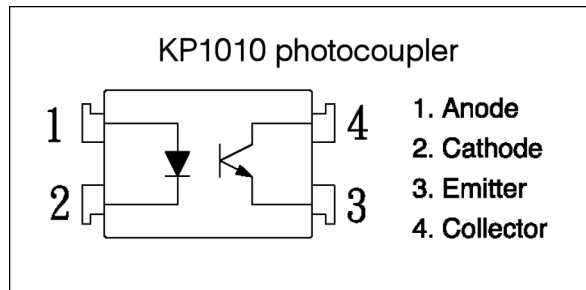 KP1010 photocoupler
1 4 1. Anode
2. Cathode
2 3 3. Emitter
4. Collector